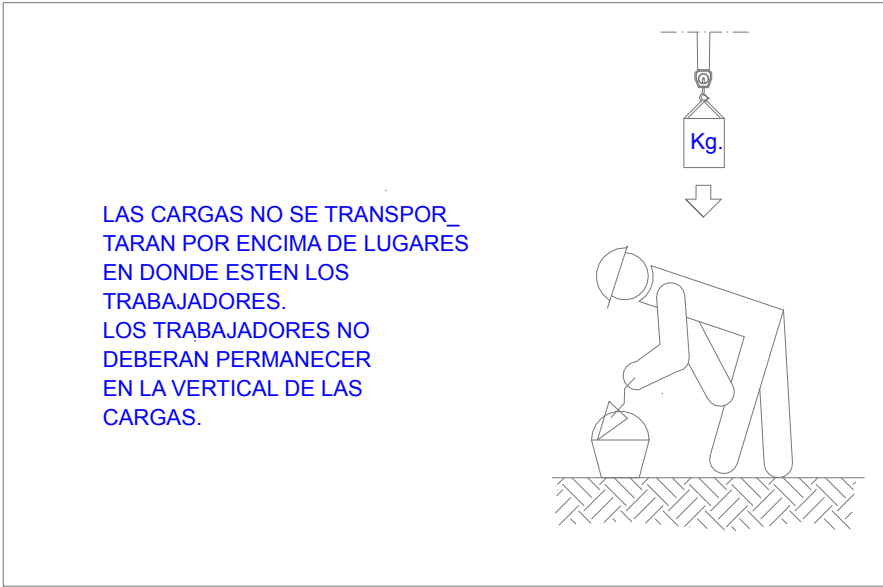 Kg.
LAS CARGAS NO SE TRANSPOR_
TARAN POR ENCIMA DE LUGARES
EN DONDE ESTEN LOS
TRABAJADORES.
LOS TRABAJADORES NO
DEBERAN PERMANECER
EN LA VERTICAL DE LAS
CARGAS.